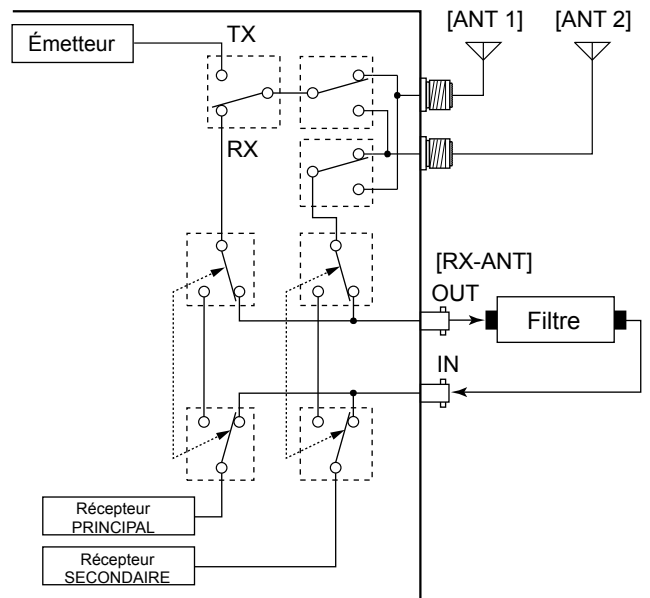 [ANT 1]
[ANT 2]
Émetteur
TX
RX
[RX-ANT]
OUT
Filtre
IN
Récepteur
PRINCIPAL
Récepteur
SECONDAIRE